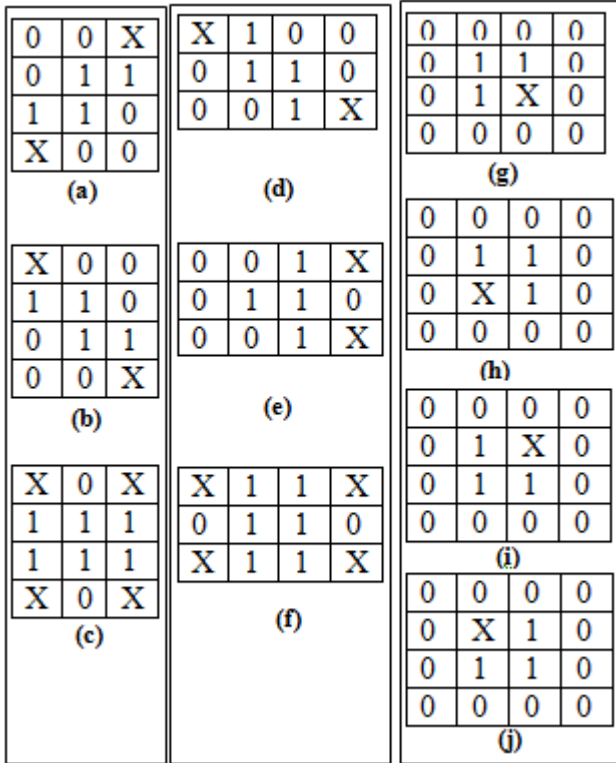 0 0 X
0 1 1
1 1 0
X 0 0
(a)
X 0 0
1 1 0
0 1 1
0 0 X
(b)
X 0 X
1 1 1
1 1 1
X 0 X
(c)
X 1 0 0
0 1 1 0
0 0 1 X
(d)
0 0 1 X
0 1 1 0
0 0 1 X
(e)
X 1 1 X
0 1 1 0
X 1 1 X
(f)
0 0 0 0
0 1 1 0
0 1 X 0
0 0 0 0
(g)
0 0 0 0
0 1 1 0
0 X 1 0
0 0 0 0
(h)
0 0 0 0
0 1 X 0
0 1 1 0
0 0 0 0
(i)
0 0 0 0
0 X 1 0
0 1 1 0
0 0 0 0
(j)